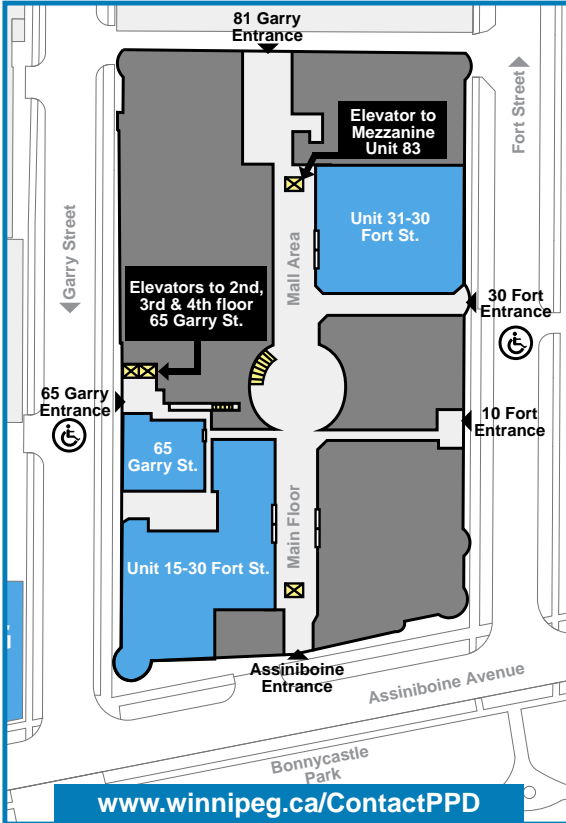 81 Garry
Entrance
Fort Street
Elevator to
Mezzanine
Unit 83
Unit 31-30
Fort St.
Garry Street
Mall Area
Elevators to 2nd,
3rd & 4th floor
65 Garry St.
30 Fort
Entrance
65 Garry
Entrance
10 Fort
Entrance
65
Garry St.
Main Floor
Unit 15-30 Fort St.
Assiniboine
Entrance
Assiniboine Avenue
Bonnycastle
Park
www.winnipeg.ca/ContactPPD